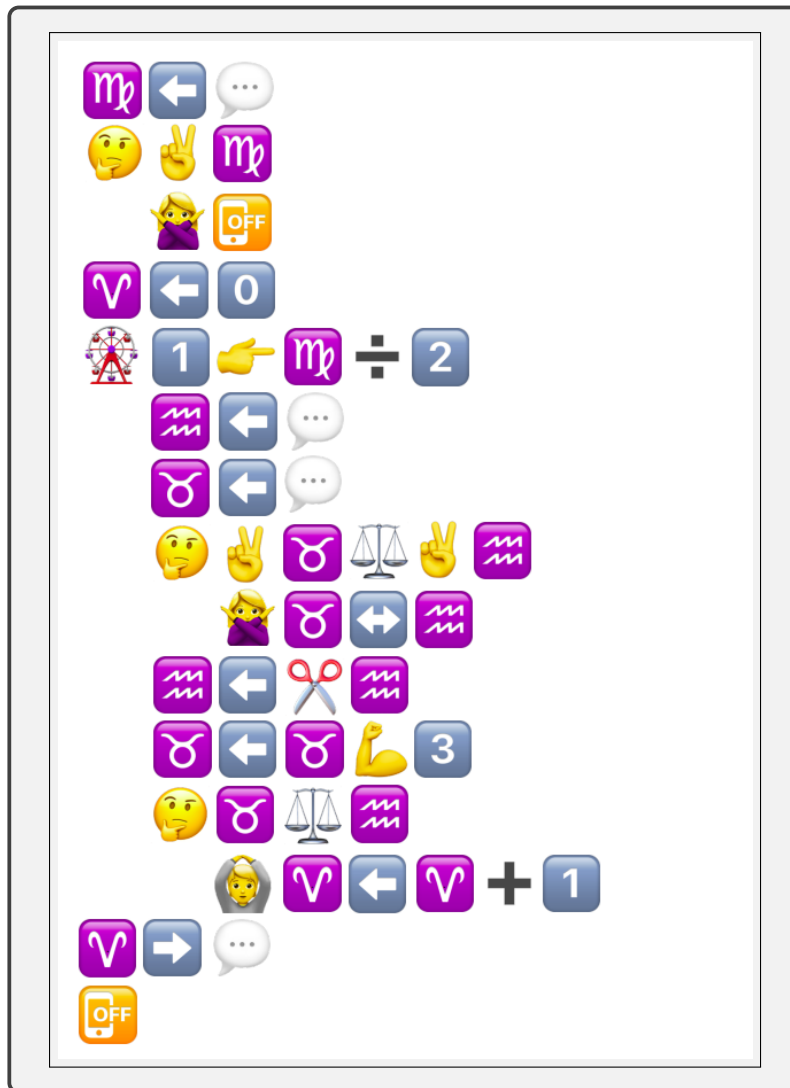 ♍ ⬅️ 💬
🤔 ✌️ ♍
🙅‍♀️ 📴
♈ ⬅️ 0️⃣
🎡 1️⃣ 👉 ♍ ➗ 2️⃣
♒ ⬅️ 💬
♉ ⬅️ 💬
🤔 ✌️ ♉ ⚖️ ✌️ ♒
🙅‍♀️ ♉ ↔️ ♒
♒ ⬅️ ✂️ ♒
♉ ⬅️ ♉ 💪 3️⃣
🤔 ♉ ⚖️ ♒
🙆 ♈ ⬅️ ♈ ➕ 1️⃣
♈ ➡️ 💬
📴